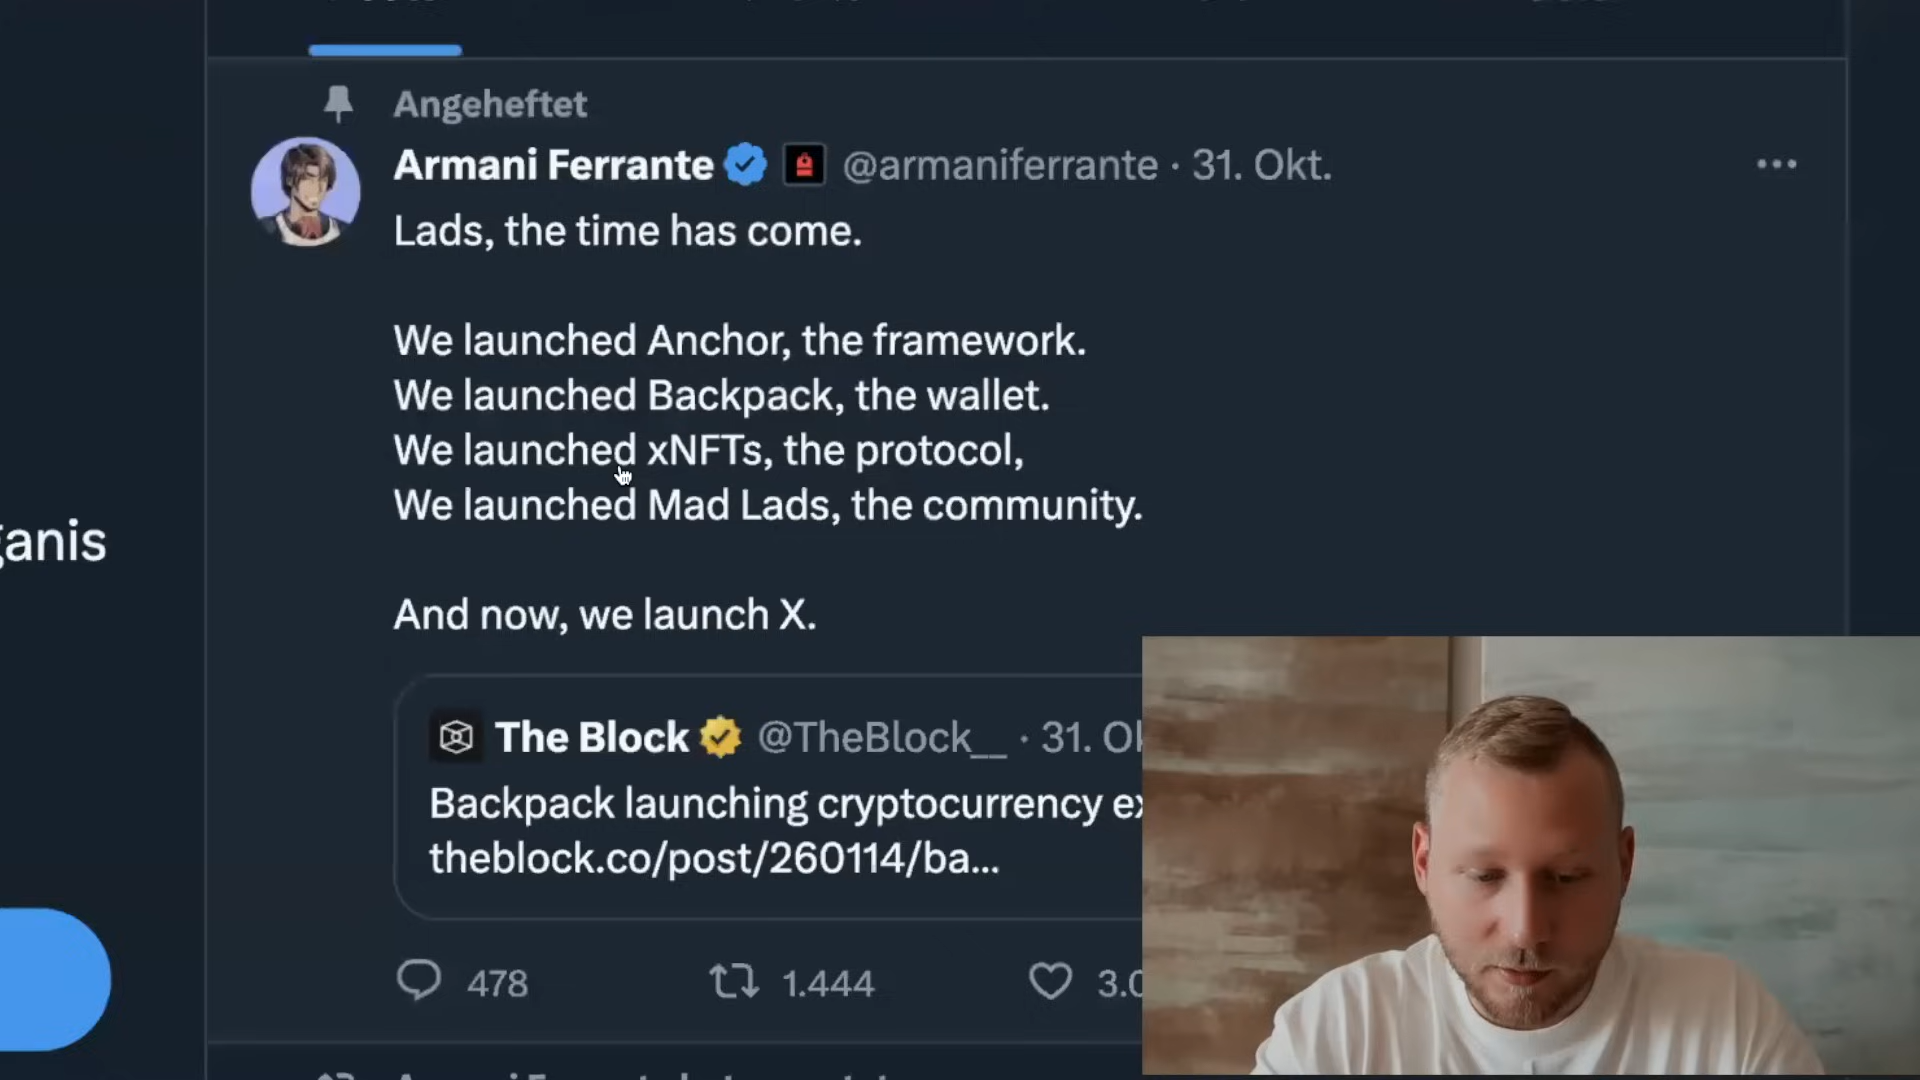 Angeheftet
Armani Ferrante @armaniferrante · 31. Okt.
Lads, the time has come.
We launched Anchor, the framework.
We launched Backpack, the wallet.
We launched xNFTs, the protocol,
We launched Mad Lads, the community.
ganis
And now, we launch X.
The Block @TheBlock__ · 31.
Backpack launching cryptocurrency
theblock.co/post/260114/ba...
478 1.444 3.0